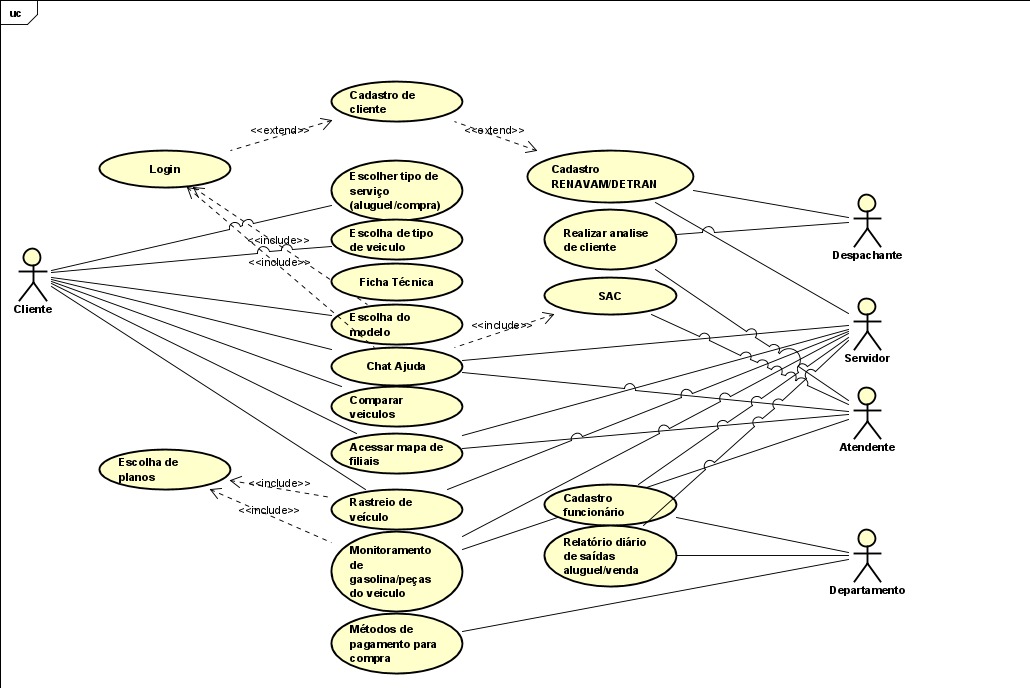 uc
Cadastro de
cliente
<<extend>>
<<extend>>
Login
Cadastro
RENAVAM/DETRAN
Escolher tipo de
serviço
(aluguel/compra)
Despachante
Escolha de tipo
de veiculo
<<include>>
<<include>>
Realizar analise
de cliente
Ficha Técnica
SAC
Cliente
Escolha do
modelo
<<include>>
Servidor
Chat Ajuda
Comparar
veiculos
Atendente
Acessar mapa de
filiais
Escolha de
planos
<<include>>
<<include>>
Rastreio de
veículo
Cadastro
funcionário
Monitoramento
de
gasolina/peças
do veiculo
Relatório diário
de saídas
aluguel/venda
Departamento
Métodos de
pagamento para
compra